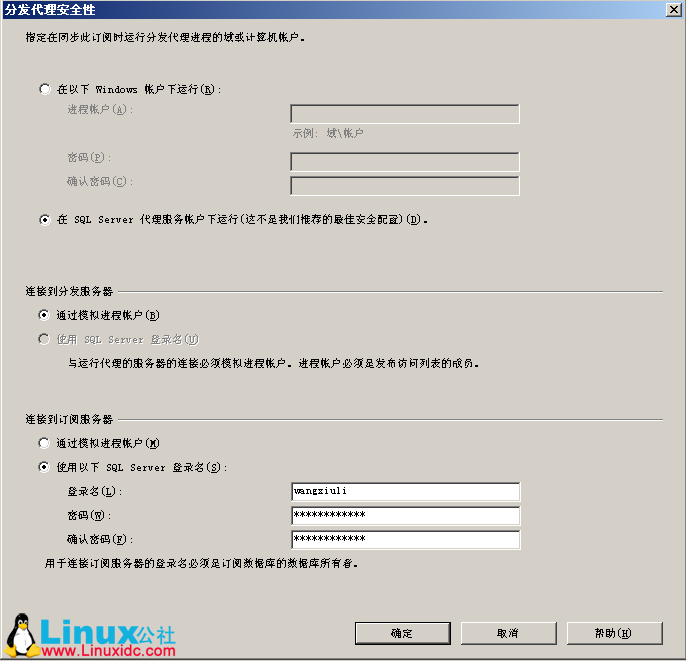 分发代理安全性
指定在同步此订阅时运行分发代理进程的域或计算机帐户。
在以下 Windows 帐户下运行(R):
进程帐户(A):
示例: 域\帐户
密码(P):
确认密码(C):
在 SQL Server 代理服务帐户下运行(这不是我们推荐的最佳安全配置)(D)。
连接到分发服务器
通过模拟进程帐户(B)
使用 SQL Server 登录名(U)
与运行代理的服务器的连接必须模拟进程帐户。进程帐户必须是发布访问列表的成员。
连接到订阅服务器
通过模拟进程帐户(M)
使用以下 SQL Server 登录名(S):
登录名(L): wangxiuli
密码(W): ************
确认密码(F): ************
用于连接订阅服务器的登录名必须是订阅数据库的数据库所有者。
确定 取消 帮助(H)
Linux公社
www.Linuxidc.com